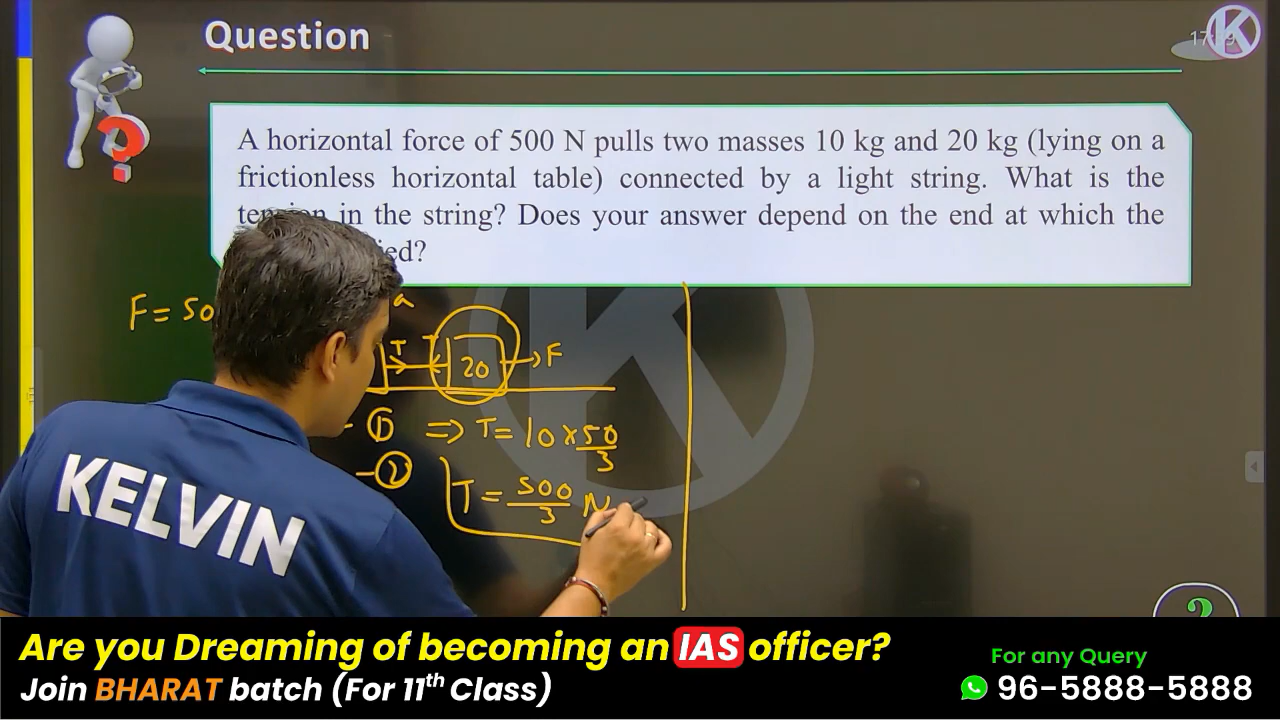 Question
17:
A horizontal force of 500 N pulls two masses 10 kg and 20 kg (lying on a
frictionless horizontal table) connected by a light string. What is the
tension in the string? Does your answer depend on the end at which the
ied?
F = 50
a
T T
20
F
- ①
⇒ T = 10 × 50/3
- ②
T = 500/3 N
KELVIN
K
?
Are you Dreaming of becoming an IAS officer?
Join BHARAT batch (For 11th Class)
For any Query
96-5888-5888